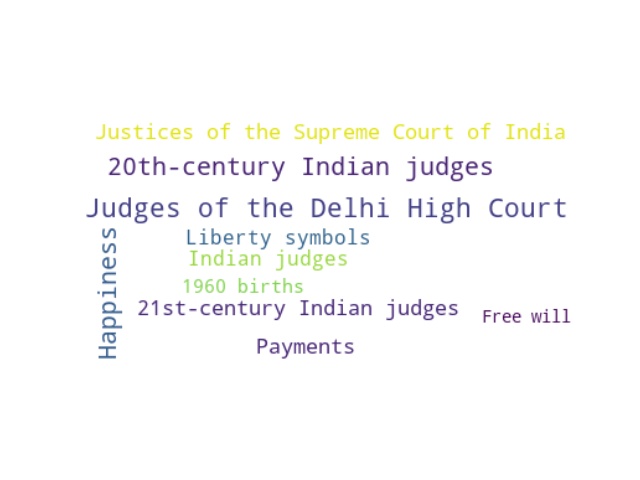 Justices of the Supreme Court of India
20th-century Indian judges
Judges of the Delhi High Court
Happiness
Liberty symbols
Indian judges
1960 births
21st-century Indian judges
Free will
Payments